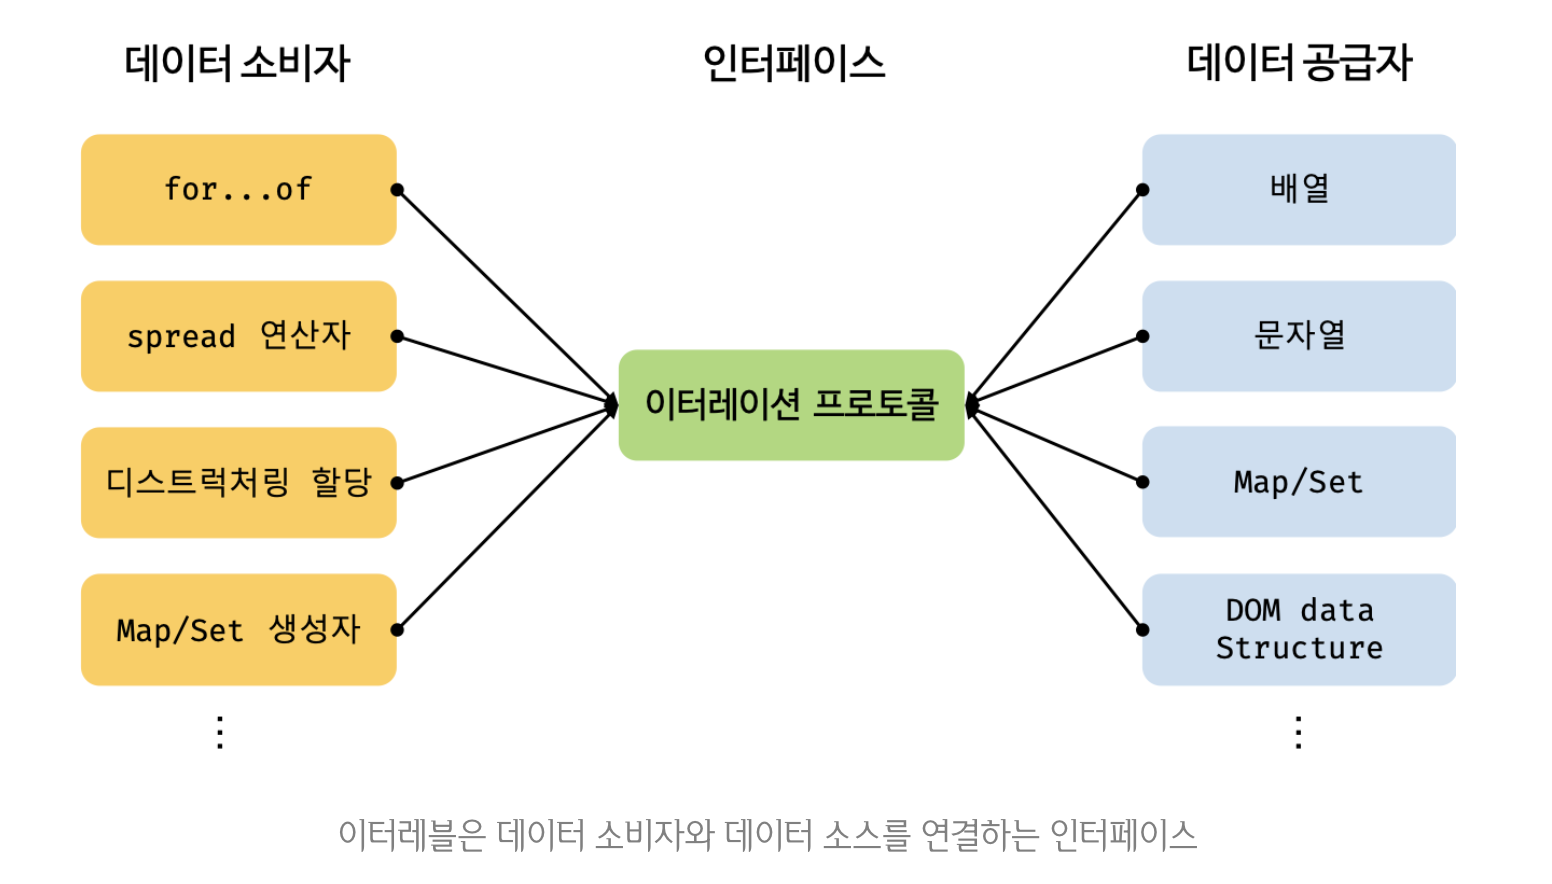 데이터 소비자
인터페이스
데이터 공급자
for...of
배열
spread 연산자
문자열
이터레이션 프로토콜
디스트럭처링 할당
Map/Set
Map/Set 생성자
DOM data
Structure
⋮
⋮
이터레블은 데이터 소비자와 데이터 소스를 연결하는 인터페이스